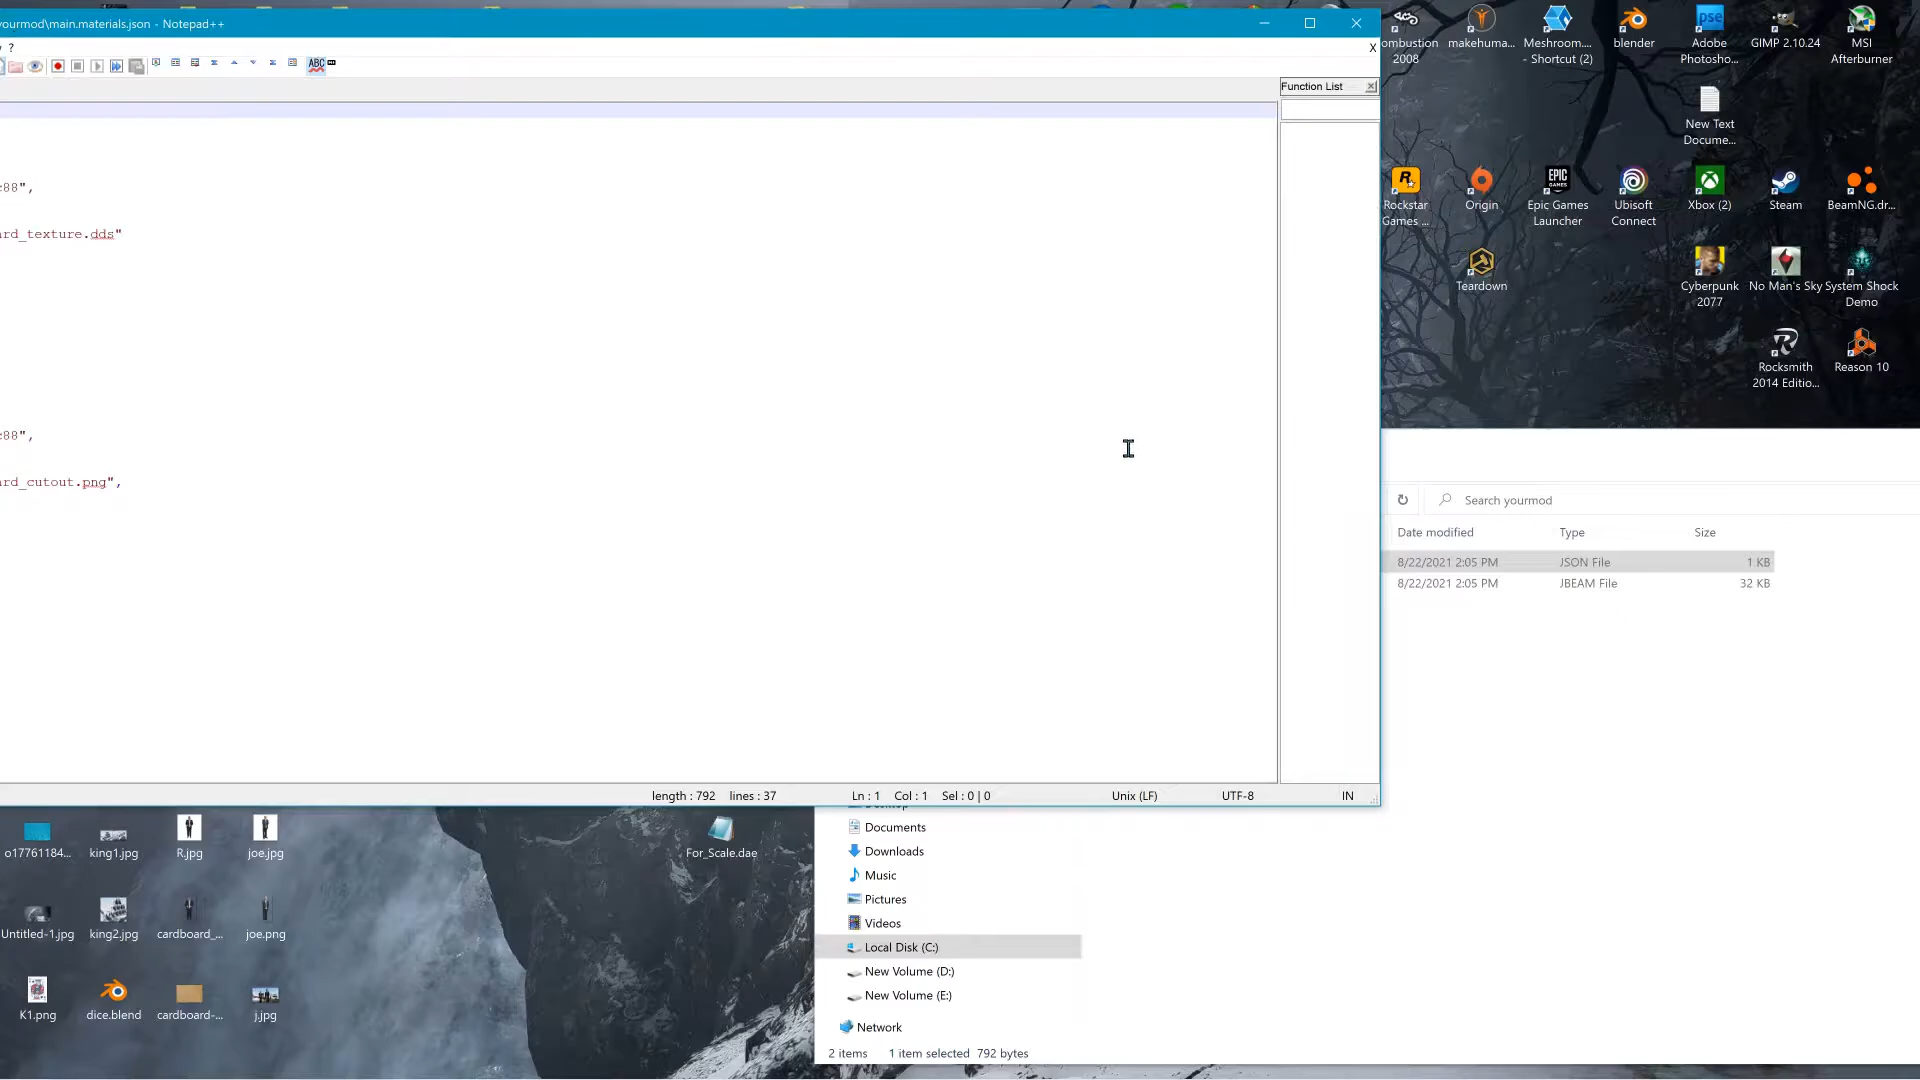 yourmod\main.materials.json - Notepad++
?
X
ABC
Function List
88",
rd_texture.dds"
88",
rd_cutout.png",
length : 792 lines : 37
Ln : 1 Col : 1 Sel : 0 | 0
Unix (LF)
UTF-8
IN
ombustion
2008
makehuma...
Meshroom....
- Shortcut (2)
blender
Adobe
Photosho...
GIMP 2.10.24
MSI
Afterburner
New Text
Docume...
Rockstar
Games ...
Origin
Epic Games
Launcher
Ubisoft
Connect
Xbox (2)
Steam
BeamNG.dr...
Teardown
Cyberpunk
2077
No Man's Sky
System Shock
Demo
Rocksmith
2014 Editio...
Reason 10
Search yourmod
Date modified Type Size
8/22/2021 2:05 PM JSON File 1 KB
8/22/2021 2:05 PM JBEAM File 32 KB
o17761184...
king1.jpg
R.jpg
joe.jpg
For_Scale.dae
Untitled-1.jpg
king2.jpg
cardboard_...
joe.png
K1.png
dice.blend
cardboard-...
j.jpg
Documents
Downloads
Music
Pictures
Videos
Local Disk (C:)
New Volume (D:)
New Volume (E:)
Network
2 items 1 item selected 792 bytes